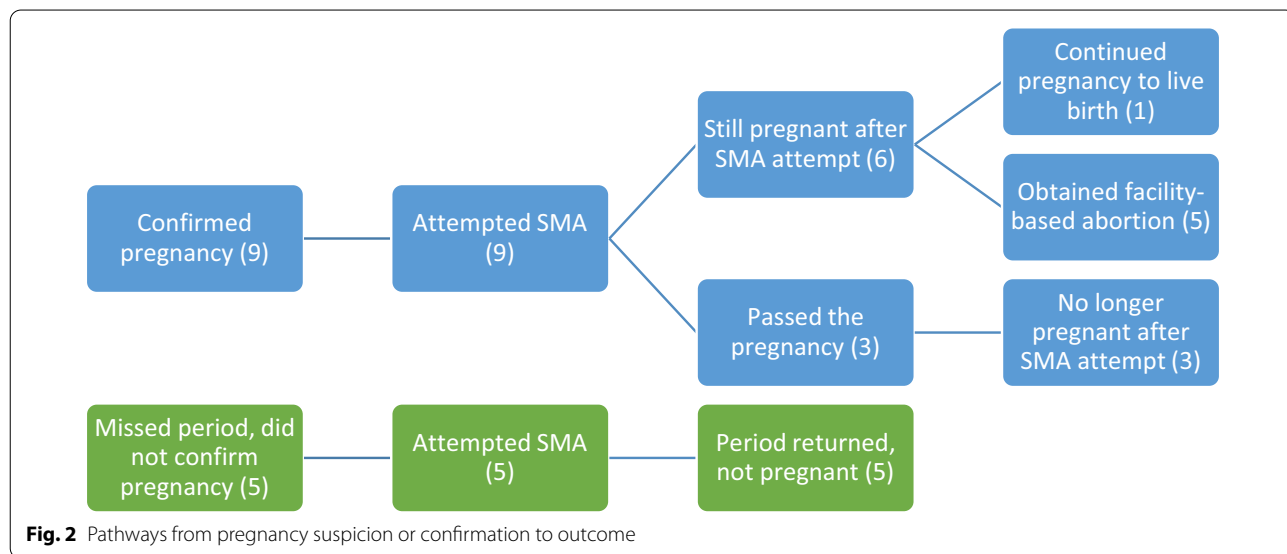 Continued
pregnancy to live
birth (1)
Still pregnant after
SMA attempt (6)
Obtained facility-
based abortion (5)
Confirmed
pregnancy (9)
Attempted SMA
(9)
Passed the
pregnancy (3)
No longer
pregnant after
SMA attempt (3)
Missed period, did
not confirm
pregnancy (5)
Attempted SMA
(5)
Period returned,
not pregnant (5)
Fig. 2 Pathways from pregnancy suspicion or confirmation to outcome